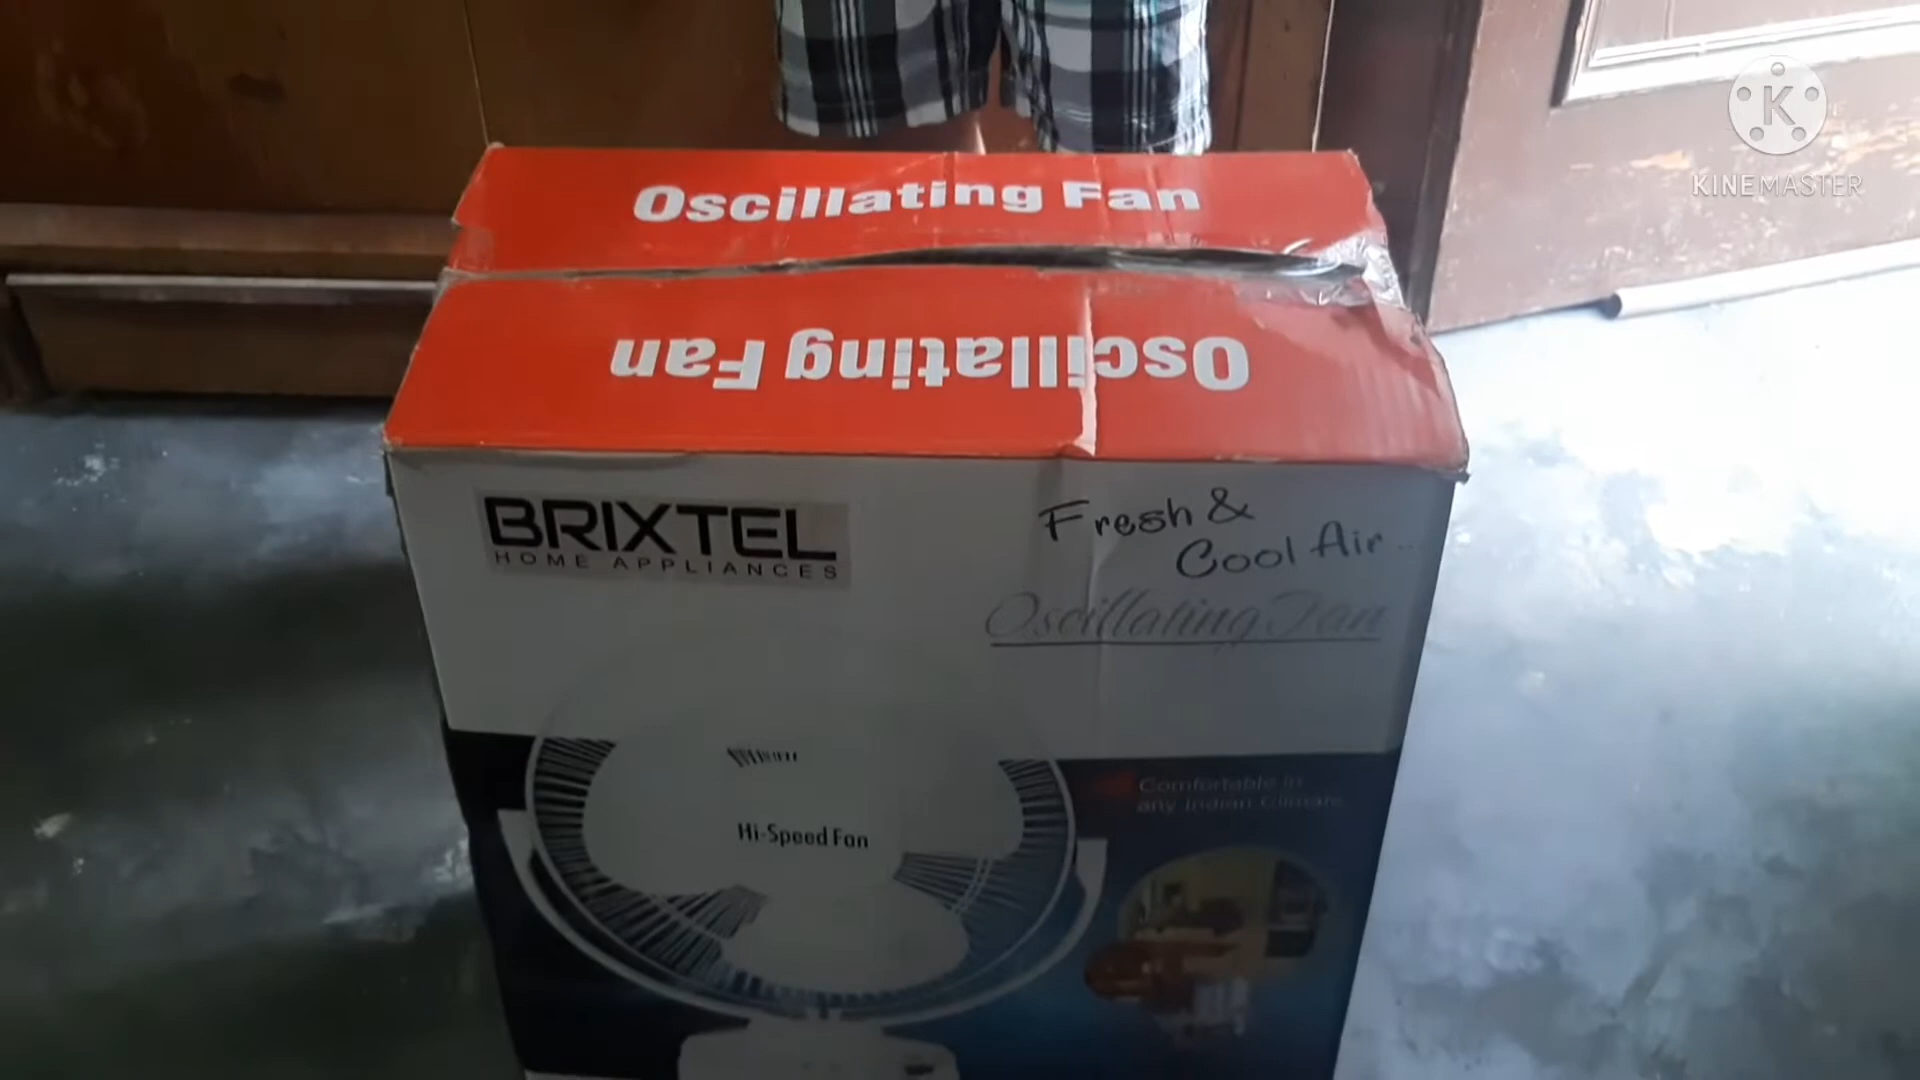 KINEMASTER
Oscillating Fan
Oscillating Fan
BRIXTEL
HOME APPLIANCES
Fresh &
Cool Air...
Oscillating Fan
Comfortable in
any Indian Climate
Hi-Speed Fan